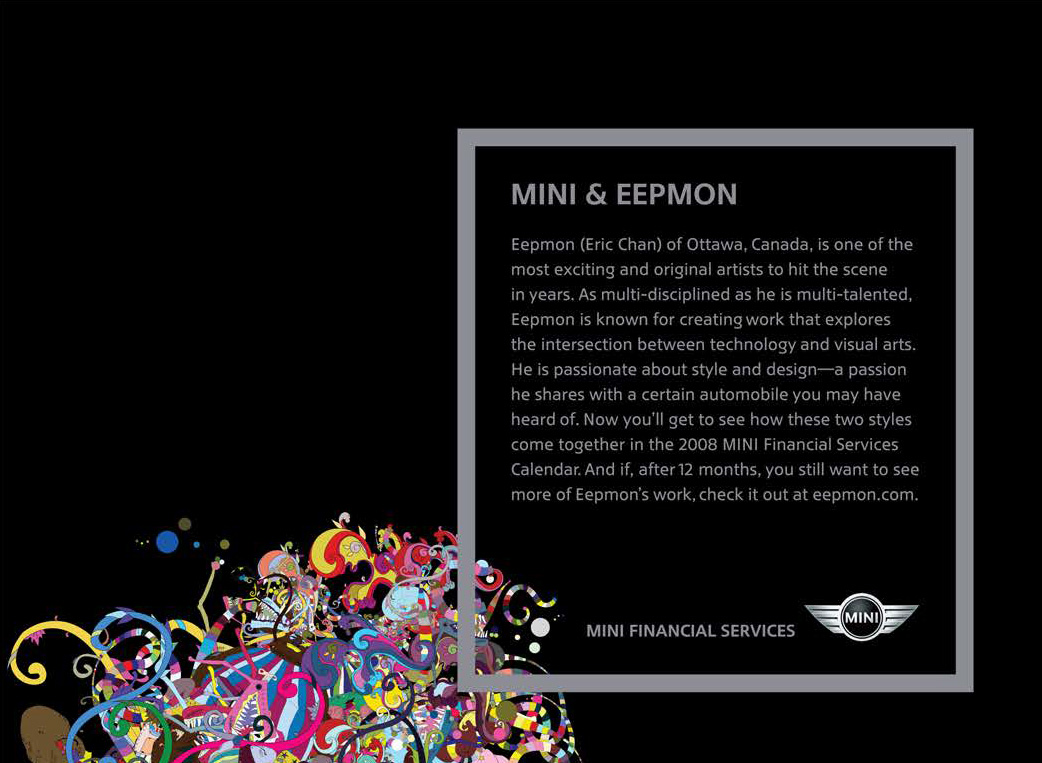 MINI & EEPMON
Eepmon (Eric Chan) of Ottawa, Canada, is one of the
most exciting and original artists to hit the scene
in years. As multi-disciplined as he is multi-talented,
Eepmon is known for creating work that explores
the intersection between technology and visual arts.
He is passionate about style and design—a passion
he shares with a certain automobile you may have
heard of. Now you'll get to see how these two styles
come together in the 2008 MINI Financial Services
Calendar. And if, after 12 months, you still want to see
more of Eepmon's work, check it out at eepmon.com.
MINI FINANCIAL SERVICES
MINI